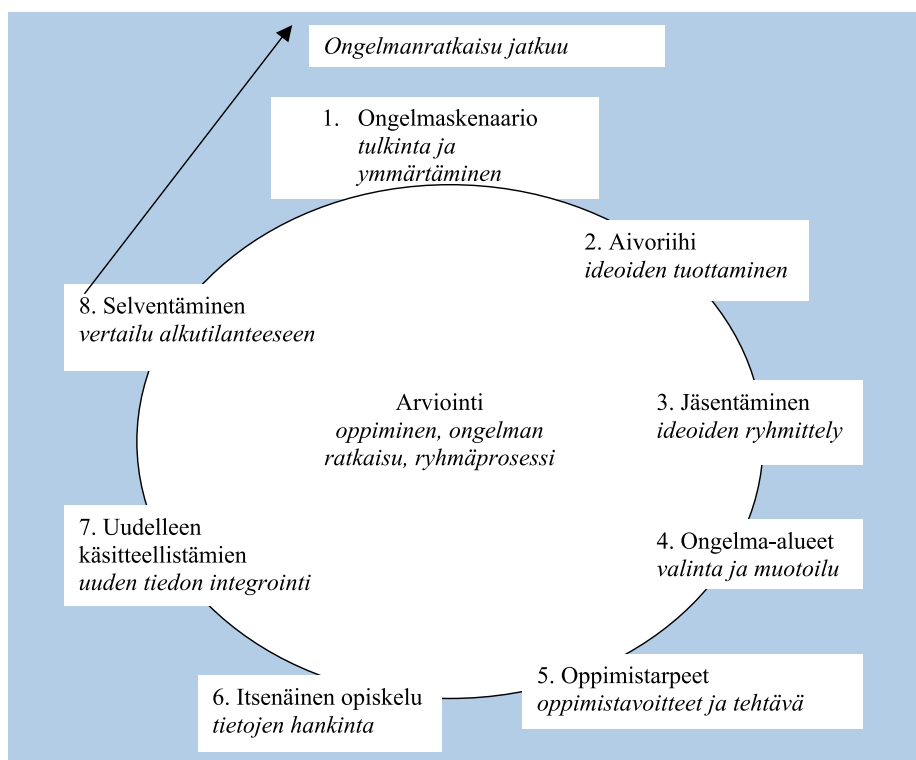 Ongelmanratkaisu jatkuu
1. Ongelmaskenaario
tulkinta ja
ymmärtäminen
2. Aivoriihi
ideoiden tuottaminen
3. Jäsentäminen
ideoiden ryhmittely
4. Ongelma-alueet
valinta ja muotoilu
5. Oppimistarpeet
oppimistavoitteet ja tehtävä
6. Itsenäinen opiskelu
tietojen hankinta
7. Uudelleen
käsitteellistämien
uuden tiedon integrointi
8. Selventäminen
vertailu alkutilanteeseen
Arviointi
oppiminen, ongelman
ratkaisu, ryhmäprosessi